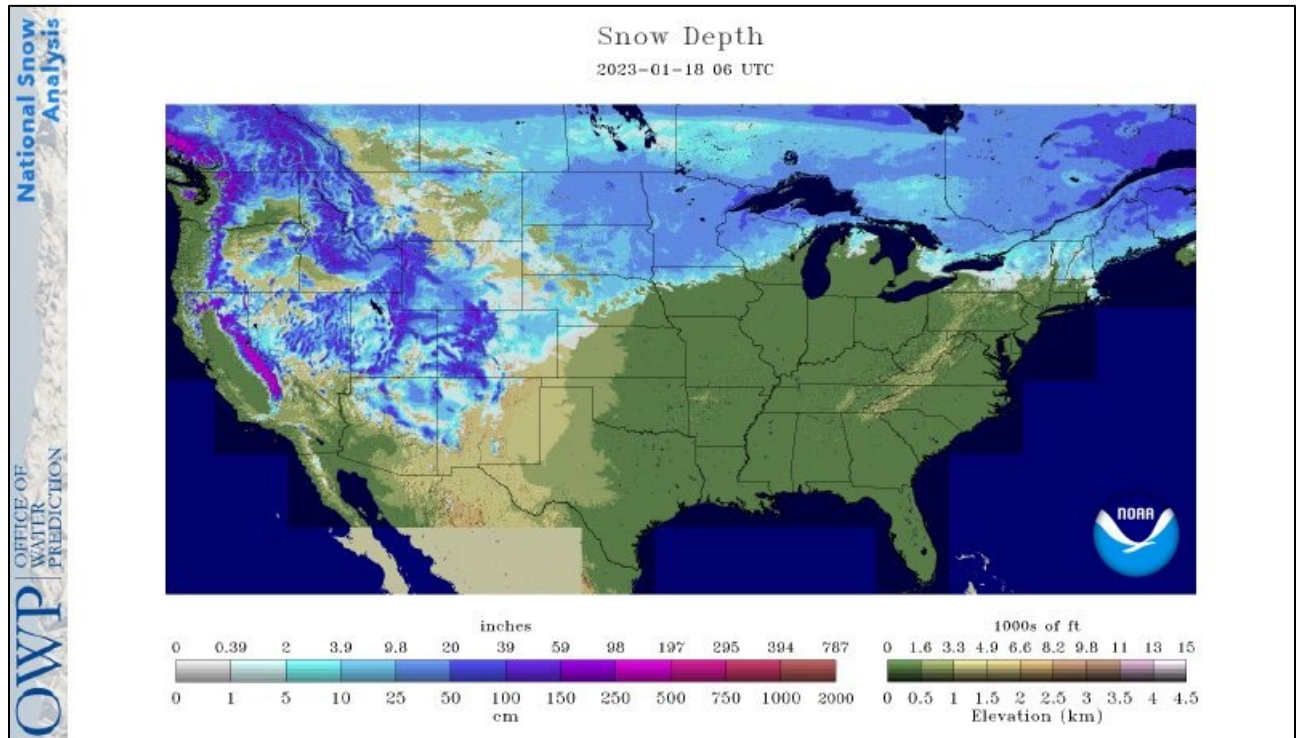 National Snow
Analysis
OWP
OFFICE OF
WATER
PREDICTION
Snow Depth
2023-01-18 06 UTC
NOAA
inches
0 0.39 2 3.9 9.8 20 39 59 98 197 295 394 787
0 1 5 10 25 50 100 150 250 500 750 1000 2000
cm
1000s of ft
0 1.6 3.3 4.9 6.6 8.2 9.8 11 13 15
0 0.5 1 1.5 2 2.5 3 3.5 4 4.5
Elevation (km)